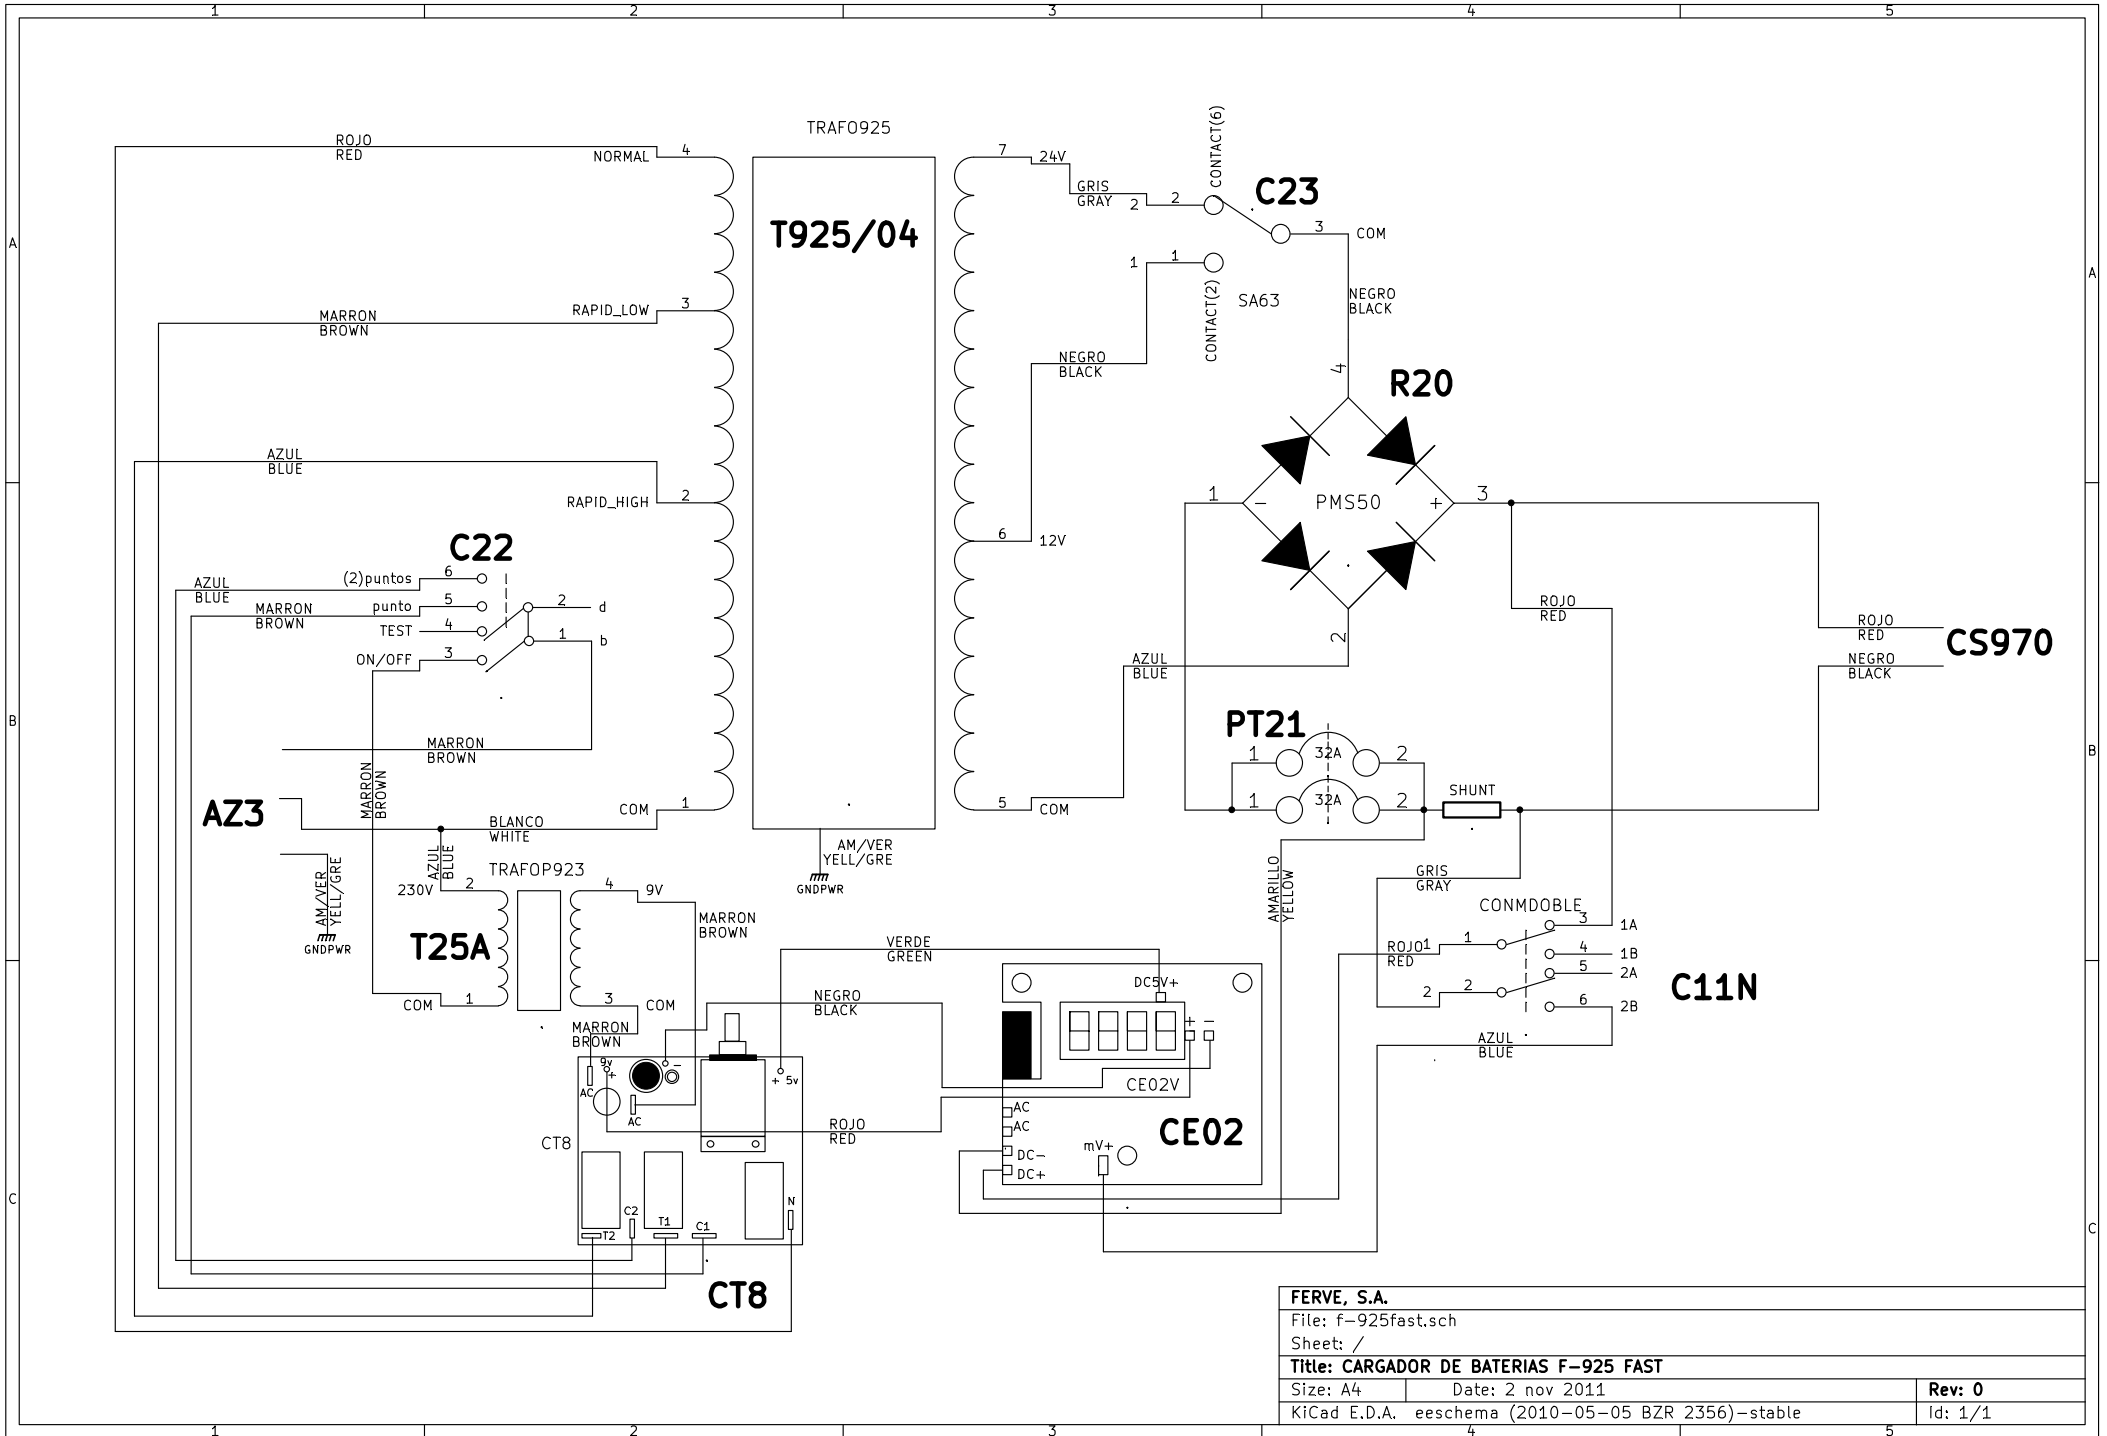 1 2 3 4 5
A
B
C
A
B
C
1 2 3 4 5
ROJO
RED
NORMAL 4
MARRON
BROWN
RAPID_LOW 3
AZUL
BLUE
RAPID_HIGH 2
COM 1
TRAFO925
T925/04
AM/VER
YELL/GRE
GNDPWR
7 24V
GRIS
GRAY
2 2
CONTACT(6)
C23
3 COM
1 1
CONTACT(2)
SA63
NEGRO
BLACK
NEGRO
BLACK
6 12V
5 COM
4
R20
1 - PMS50 + 3
2
AZUL
BLUE
ROJO
RED
ROJO
RED
CS970
NEGRO
BLACK
C22
(2)puntos 6
AZUL
BLUE
punto 5
MARRON
BROWN
TEST 4
ON/OFF 3
2 d
1 b
MARRON
BROWN
MARRON
BROWN
AZ3
BLANCO
WHITE
AM/VER
YELL/GRE
GNDPWR
AZUL
BLUE
TRAFOP923
230V 2
4 9V
T25A
COM 1
3 COM
MARRON
BROWN
MARRON
BROWN
PT21
1 32A 2
1 32A 2
SHUNT
AMARILLO
YELLOW
GRIS
GRAY
CONMDOBLE
3 1A
ROJO
RED
1 1
4 1B
5 2A
2 2
6 2B
C11N
AZUL
BLUE
VERDE
GREEN
NEGRO
BLACK
ROJO
RED
9v
+
-
+ 5v
AC
AC
CT8
T2
C2
T1
C1
N
CT8
DC5V+
+ -
CE02V
CE02
AC
AC
DC-
DC+
mV+
FERVE, S.A.
File: f-925fast.sch
Sheet: /
Title: CARGADOR DE BATERIAS F-925 FAST
Size: A4 Date: 2 nov 2011 Rev: 0
KiCad E.D.A. eeschema (2010-05-05 BZR 2356)-stable Id: 1/1